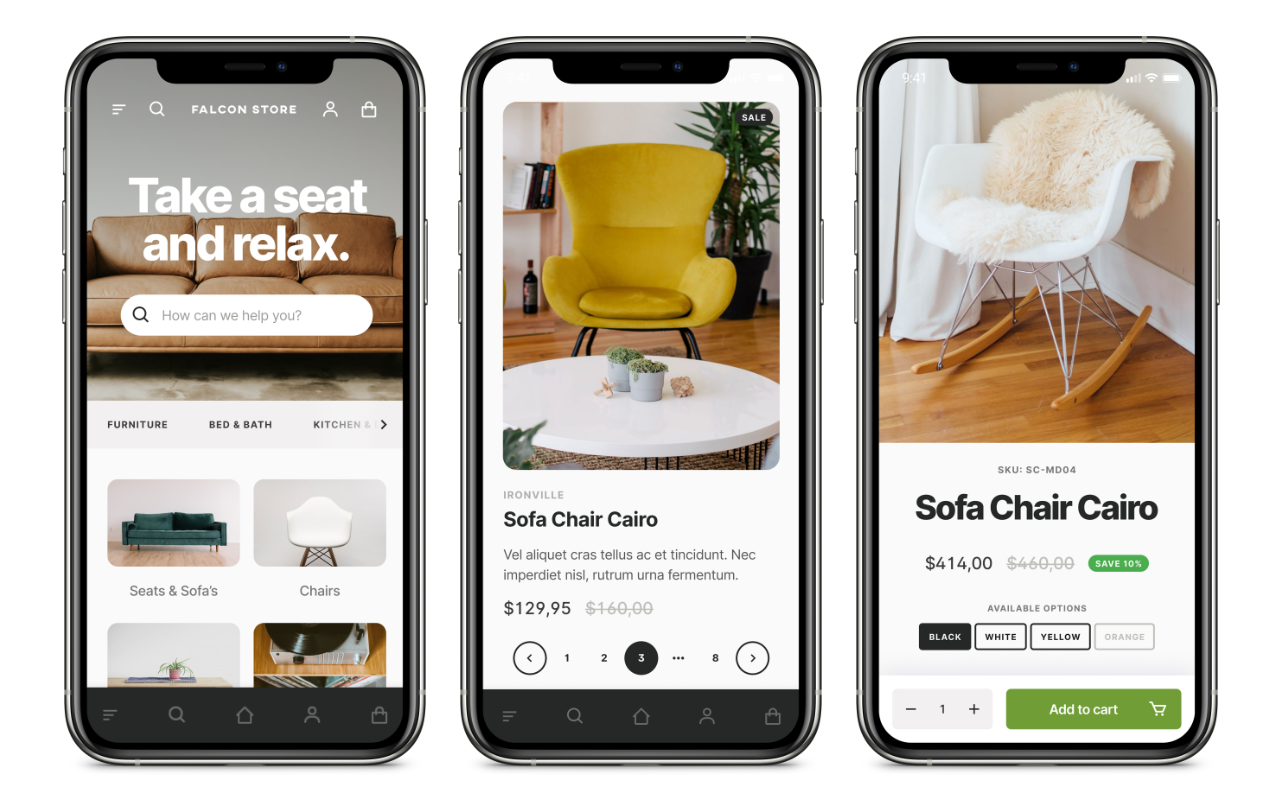 FALCON STORE
Take a seat
and relax.
How can we help you?
FURNITURE BED & BATH KITCHEN &
Seats & Sofa's Chairs
SALE
IRONVILLE
Sofa Chair Cairo
Vel aliquet cras tellus ac et tincidunt. Nec
imperdiet nisl, rutrum urna fermentum.
$129,95 $160,00
1 2 3 ••• 8
9:41
SKU: SC-MD04
Sofa Chair Cairo
$414,00 $460,00 SAVE 10%
AVAILABLE OPTIONS
BLACK WHITE YELLOW ORANGE
− 1 + Add to cart